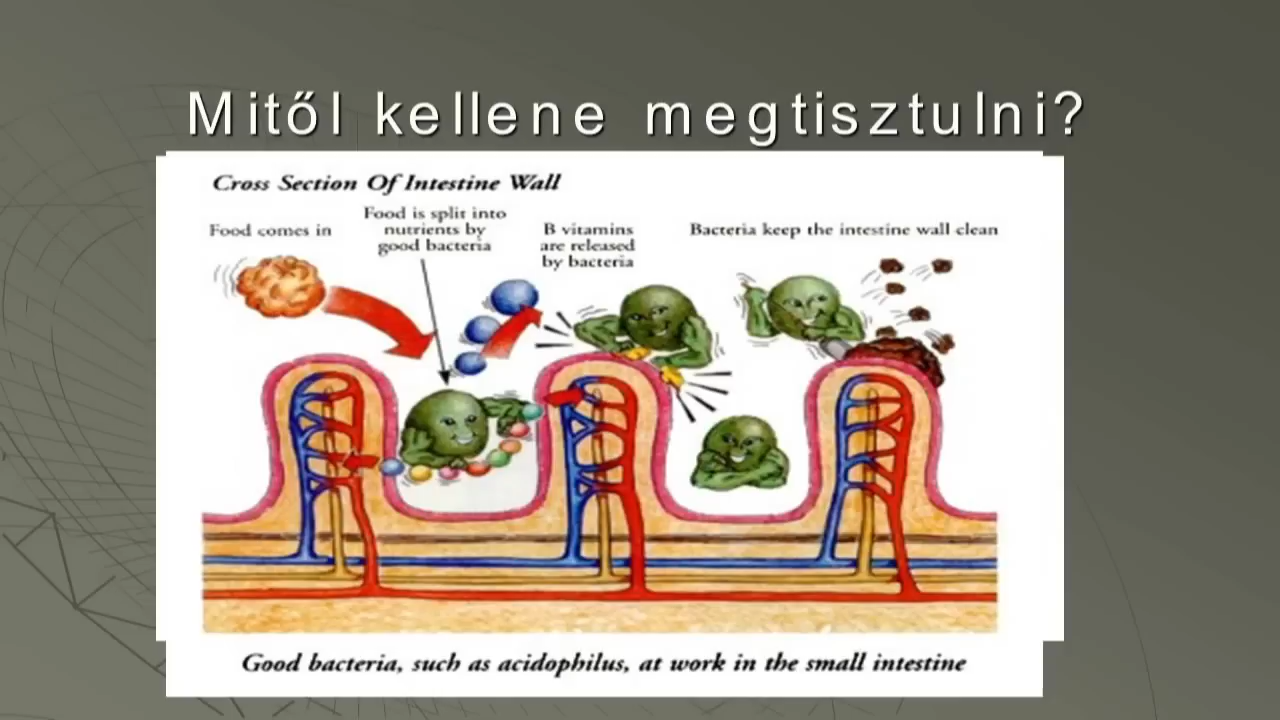 Mitől kellene megtisztulni?
Cross Section Of Intestine Wall
Food comes in
Food is split into
nutrients by
good bacteria
B vitamins
are released
by bacteria
Bacteria keep the intestine wall clean
Good bacteria, such as acidophilus, at work in the small intestine